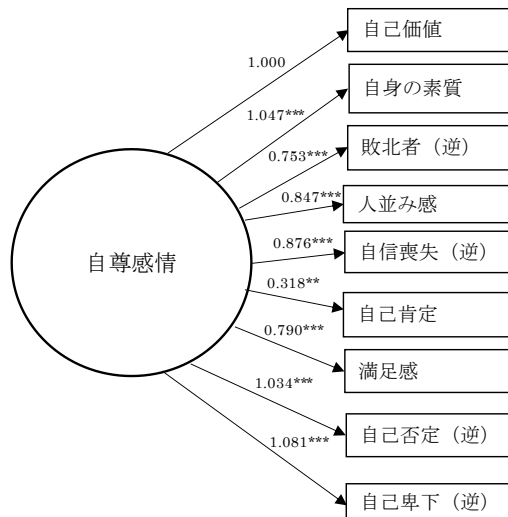 自己価値
1.000
自身の素質
1.047***
敗北者（逆）
0.753***
人並み感
0.847***
自信喪失（逆）
0.876***
自尊感情
自己肯定
0.318**
満足感
0.790***
自己否定（逆）
1.034***
自己卑下（逆）
1.081***